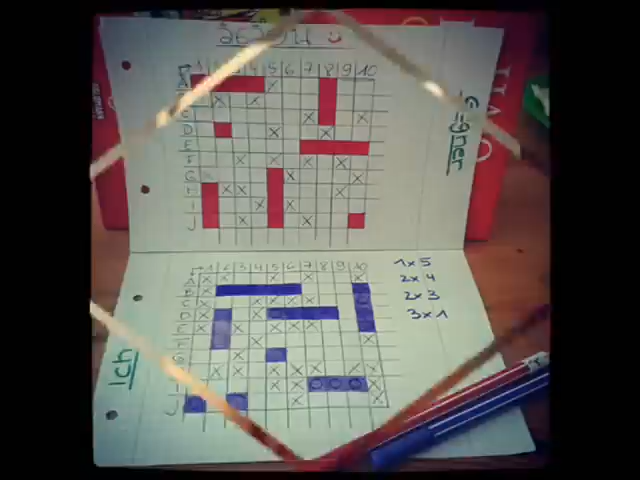 1 2 3 4 5 6 7 8 9 10
A
D
E
F
G
H
I
J
Gegner
1 2 3 4 5 6 7 8 9 10
A
B
C
D
E
F
G
J
1x5
2x4
2x3
3x1
Ich